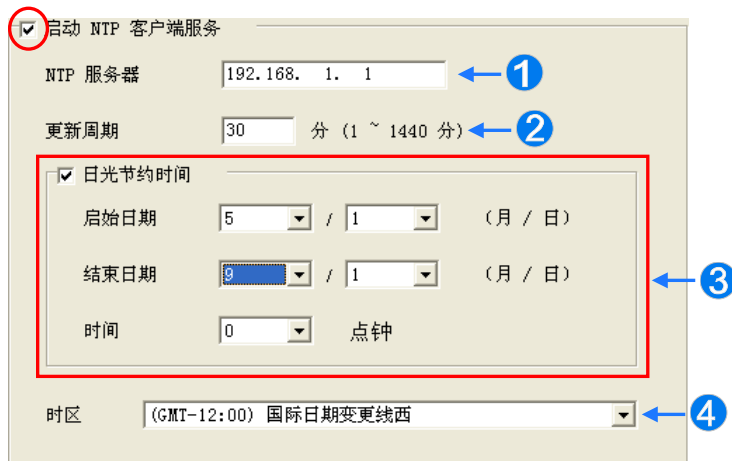 启动 NTP 客户端服务
NTP 服务器 192.168. 1. 1 1
更新周期 30 分 (1 ~ 1440 分) 2
日光节约时间
启始日期 5 / 1 (月 / 日)
结束日期 9 / 1 (月 / 日) 3
时间 0 点钟
时区 (GMT-12:00) 国际日期变更线西 4